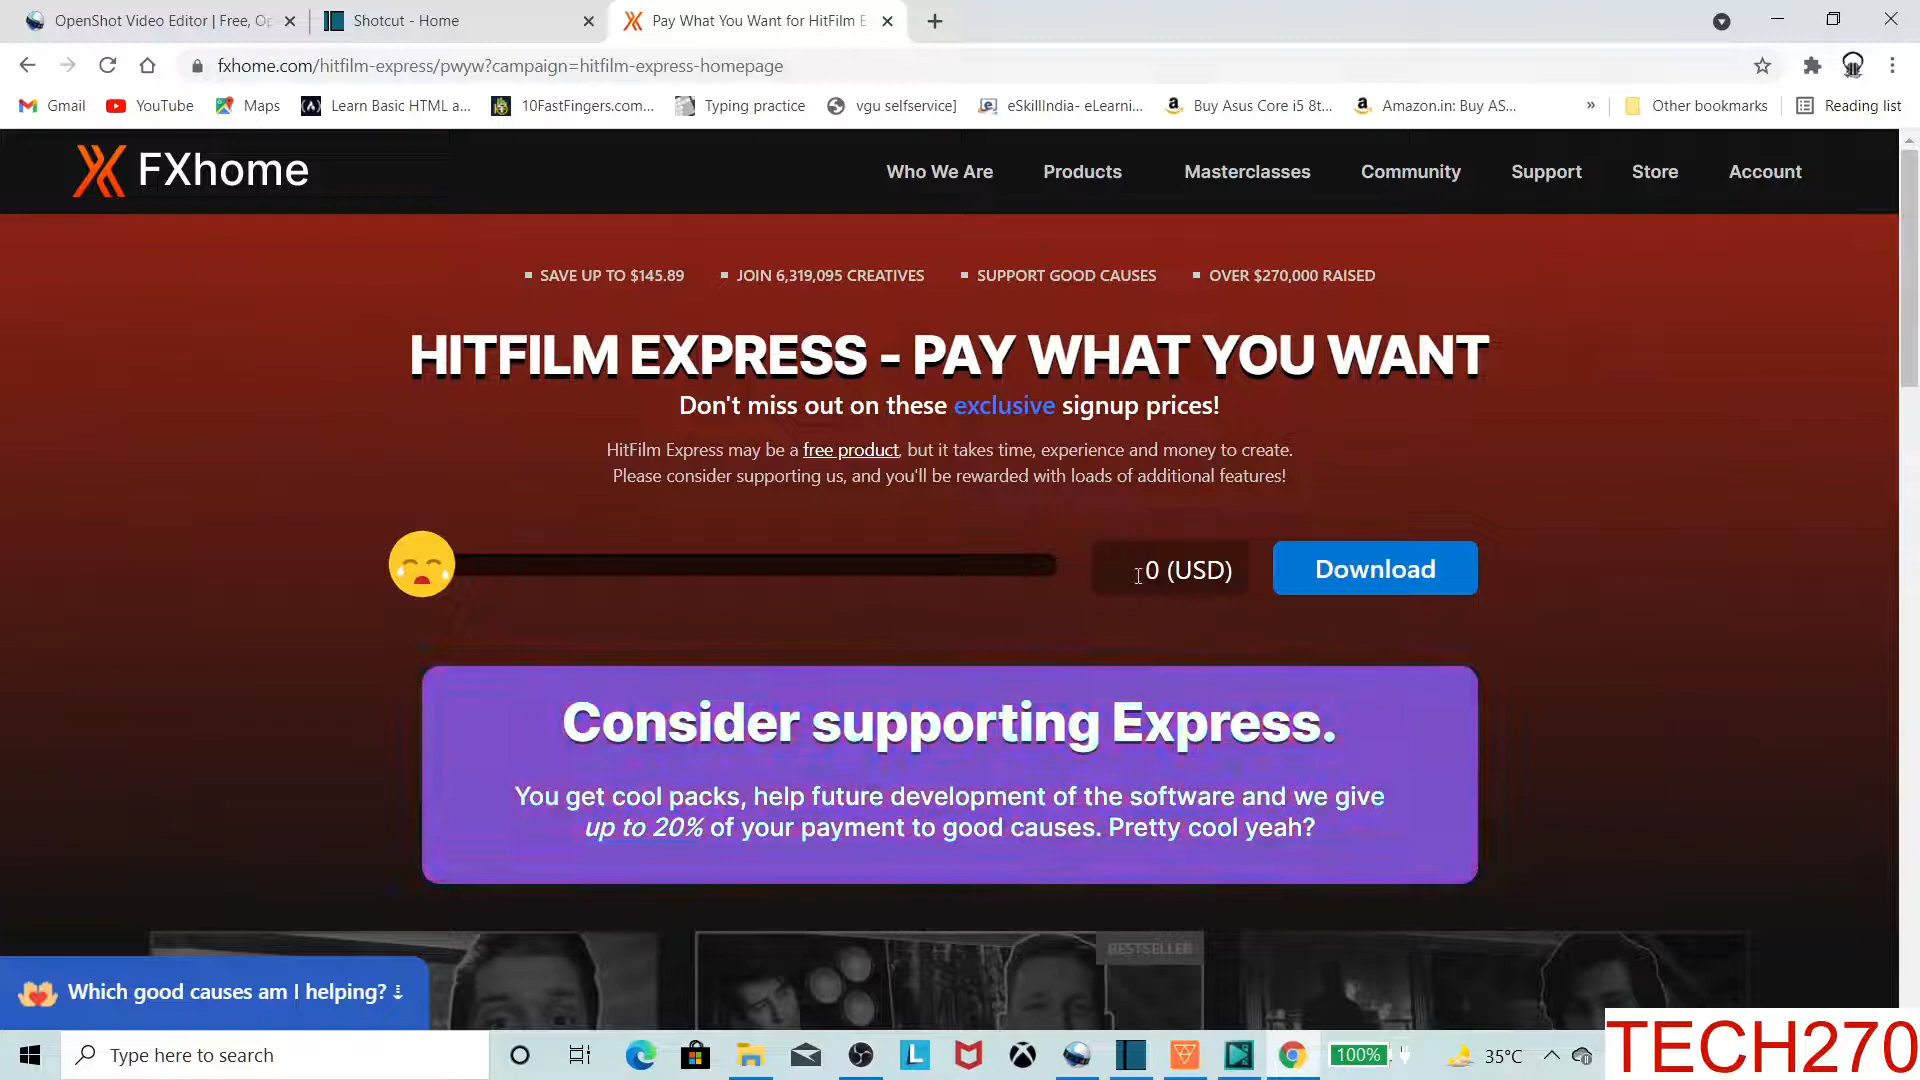 OpenShot Video Editor | Free, Op
Shotcut - Home
Pay What You Want for HitFilm E
fxhome.com/hitfilm-express/pwyw?campaign=hitfilm-express-homepage
Gmail
YouTube
Maps
Learn Basic HTML a...
10FastFingers.com...
Typing practice
vgu selfservice]
eSkillIndia- eLearni...
Buy Asus Core i5 8t...
Amazon.in: Buy AS...
»
Other bookmarks
Reading list
FXhome
Who We Are
Products
Masterclasses
Community
Support
Store
Account
SAVE UP TO $145.89
JOIN 6,319,095 CREATIVES
SUPPORT GOOD CAUSES
OVER $270,000 RAISED
HITFILM EXPRESS - PAY WHAT YOU WANT
Don't miss out on these exclusive signup prices!
HitFilm Express may be a free product, but it takes time, experience and money to create.
Please consider supporting us, and you'll be rewarded with loads of additional features!
0 (USD)
Download
Consider supporting Express.
You get cool packs, help future development of the software and we give
up to 20% of your payment to good causes. Pretty cool yeah?
BESTSELLER
Which good causes am I helping?
Type here to search
100%
35°C
TECH270